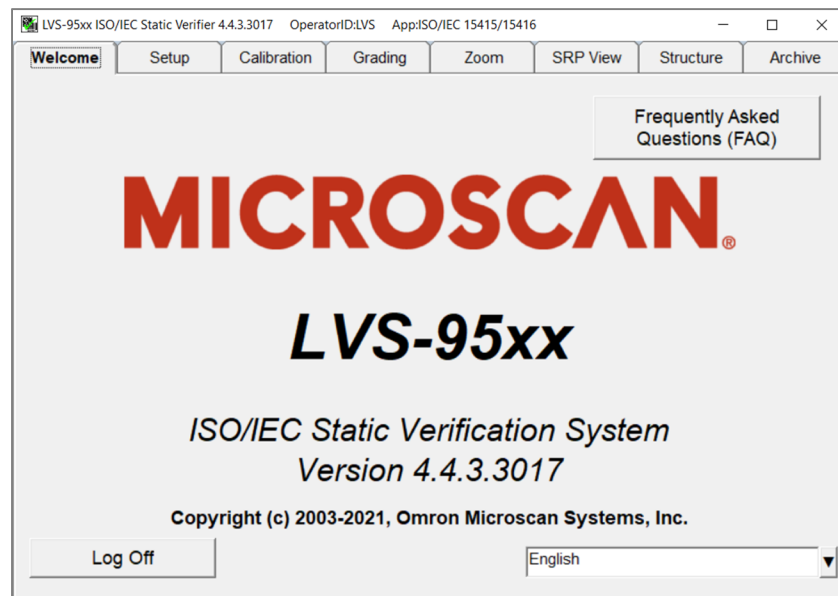 LVS-95xx ISO/IEC Static Verifier 4.4.3.3017 OperatorID:LVS App:ISO/IEC 15415/15416
Welcome Setup Calibration Grading Zoom SRP View Structure Archive
Frequently Asked
Questions (FAQ)
MICROSCAN®
LVS-95xx
ISO/IEC Static Verification System
Version 4.4.3.3017
Copyright (c) 2003-2021, Omron Microscan Systems, Inc.
Log Off
English